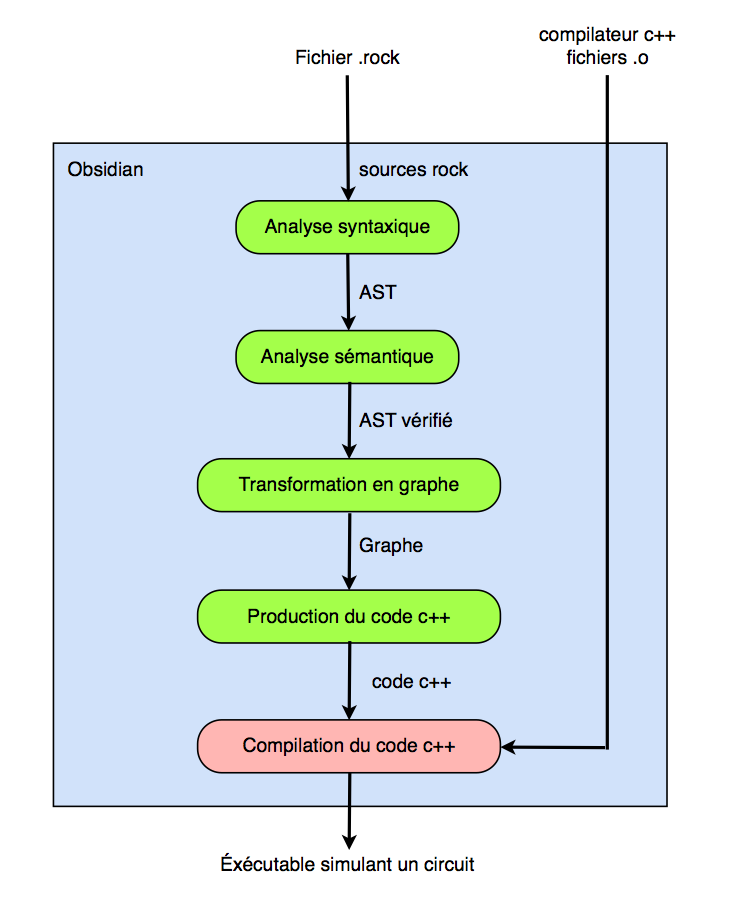 compilateur c++
fichiers .o
Fichier .rock
Obsidian
sources rock
Analyse syntaxique
AST
Analyse sémantique
AST vérifié
Transformation en graphe
Graphe
Production du code c++
code c++
Compilation du code c++
Éxécutable simulant un circuit